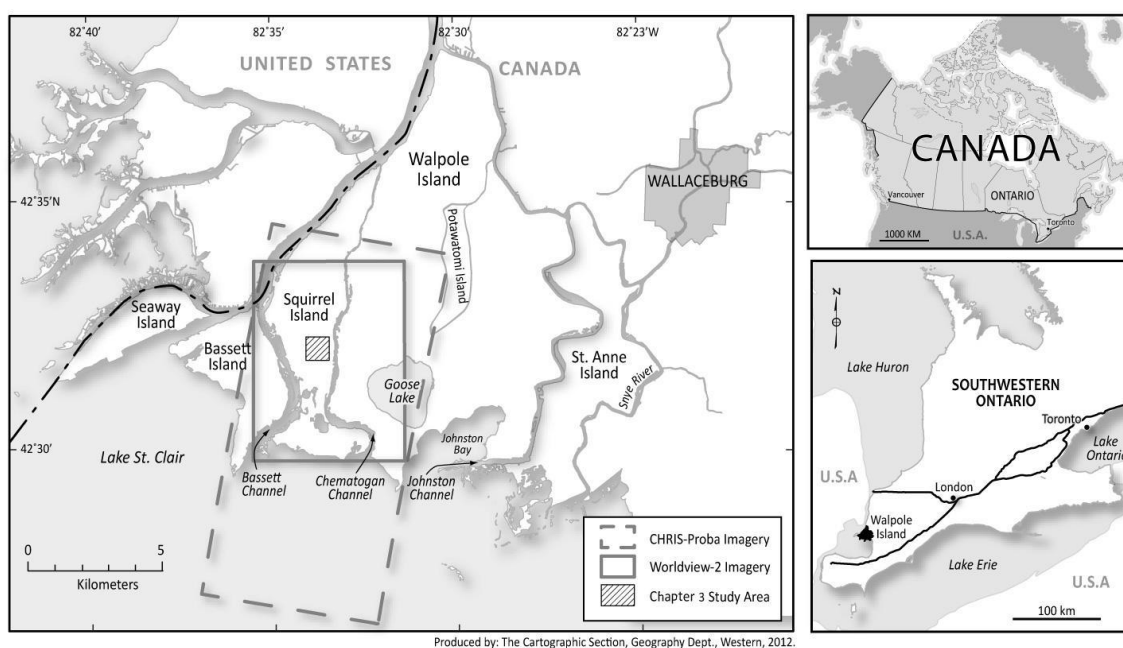 82°40'
82°35'
82°30'
82°23'W
UNITED STATES
CANADA
Walpole
Island
WALLACEBURG
42°35'N
Potawatomi Island
Seaway
Island
Squirrel
Island
Bassett
Island
St. Anne
Island
Goose
Lake
Snye River
42°30'
Lake St. Clair
Johnston
Bay
Bassett
Channel
Chematogan
Channel
Johnston
Channel
0 5
Kilometers
CHRIS-Proba Imagery
Worldview-2 Imagery
Chapter 3 Study Area
Produced by: The Cartographic Section, Geography Dept., Western, 2012.
CANADA
Vancouver
ONTARIO
Toronto
1000 KM
U.S.A.
N
Lake Huron
SOUTHWESTERN
ONTARIO
Toronto
Lake
Ontario
U.S.A
London
Walpole
Island
Lake Erie
U.S.A
100 km